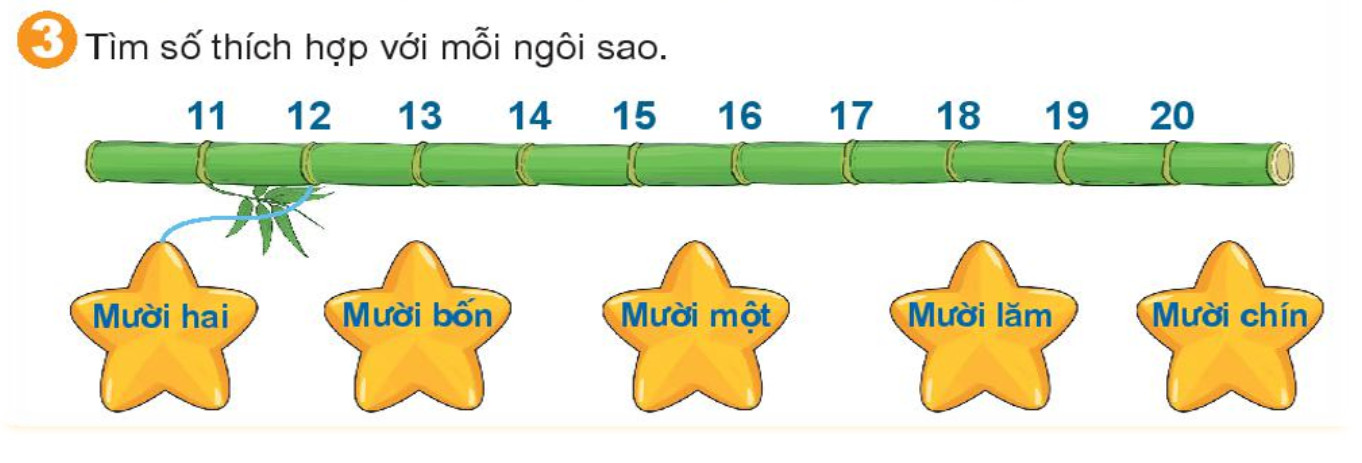 3 Tìm số thích hợp với mỗi ngôi sao.
11 12 13 14 15 16 17 18 19 20
Mười hai Mười bốn Mười một Mười lăm Mười chín